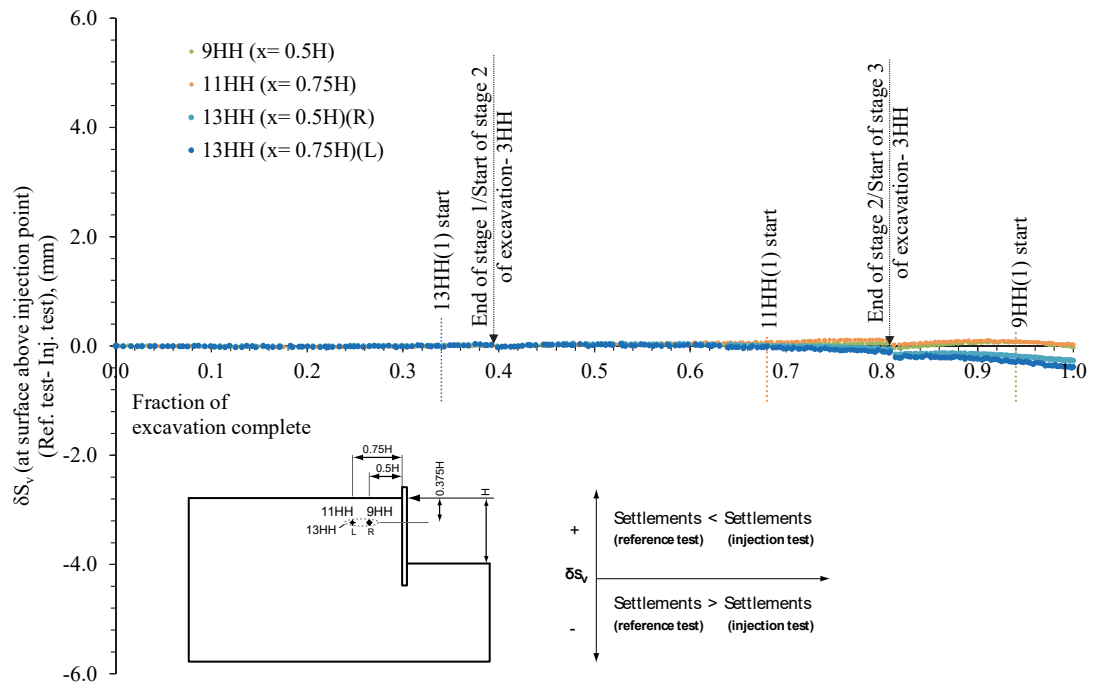 6.0
4.0
2.0
0.0
-2.0
-4.0
-6.0
δSv (at surface above injection point)
(Ref. test- Inj. test), (mm)
9HH (x= 0.5H)
11HH (x= 0.75H)
13HH (x= 0.5H)(R)
13HH (x= 0.75H)(L)
13HH(1) start
End of stage 1/Start of stage 2
of excavation- 3HH
11HH(1) start
End of stage 2/Start of stage 3
of excavation- 3HH
9HH(1) start
0.0 0.1 0.2 0.3 0.4 0.5 0.6 0.7 0.8 0.9 1.0
Fraction of
excavation complete
0.75H
0.5H
0.375H
H
11HH 9HH
13HH
L R
+
δSv
-
Settlements < Settlements
(reference test) (injection test)
Settlements > Settlements
(reference test) (injection test)